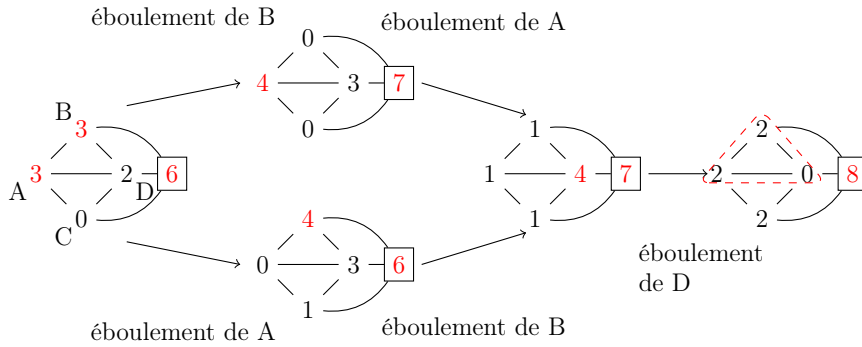 éboulement de B
éboulement de A
0
4 3 7
0
B
3
3 2 6
A D
0
C
1
1 4 7
1
2
2 0 8
2
4
0 3 6
1
éboulement
de D
éboulement de A
éboulement de B